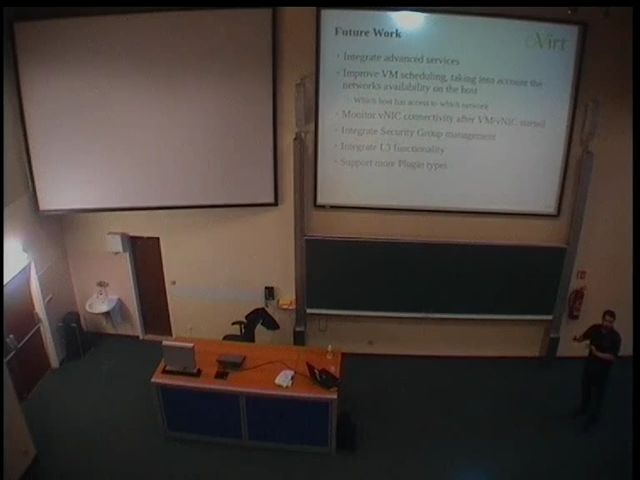 Future Work
oVirt
Integrate advanced services
Improve VM scheduling, taking into account the
networks availability on the host
Which host has access to which network
Monitor vNIC connectivity after VM/vNIC started
Integrate Security Group management
Integrate L3 functionality
Support more Plugin types